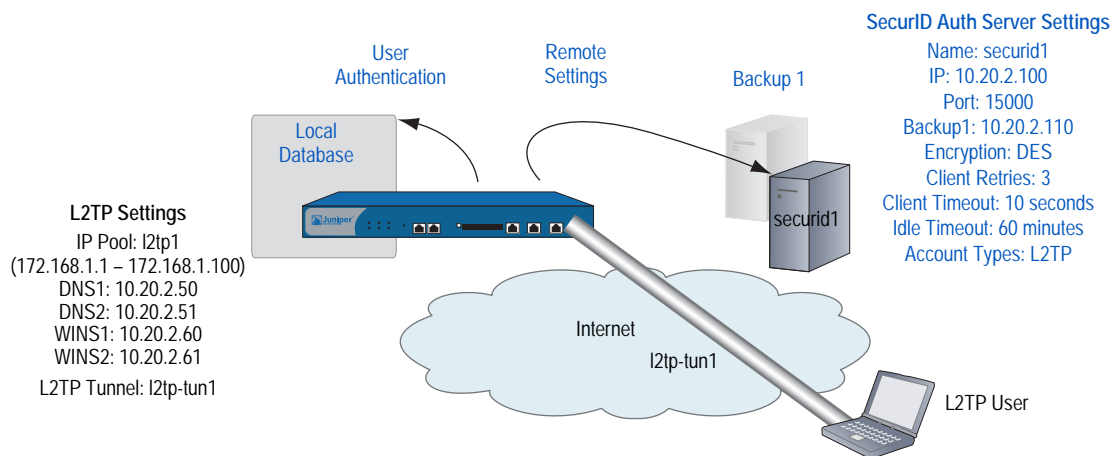 SecurID Auth Server Settings
Name: securid1
IP: 10.20.2.100
Port: 15000
Backup1: 10.20.2.110
Encryption: DES
Client Retries: 3
Client Timeout: 10 seconds
Idle Timeout: 60 minutes
Account Types: L2TP
User
Authentication
Remote
Settings
Backup 1
Local
Database
Juniper
securid1
L2TP Settings
IP Pool: l2tp1
(172.168.1.1 – 172.168.1.100)
DNS1: 10.20.2.50
DNS2: 10.20.2.51
WINS1: 10.20.2.60
WINS2: 10.20.2.61
L2TP Tunnel: l2tp-tun1
Internet
l2tp-tun1
L2TP User